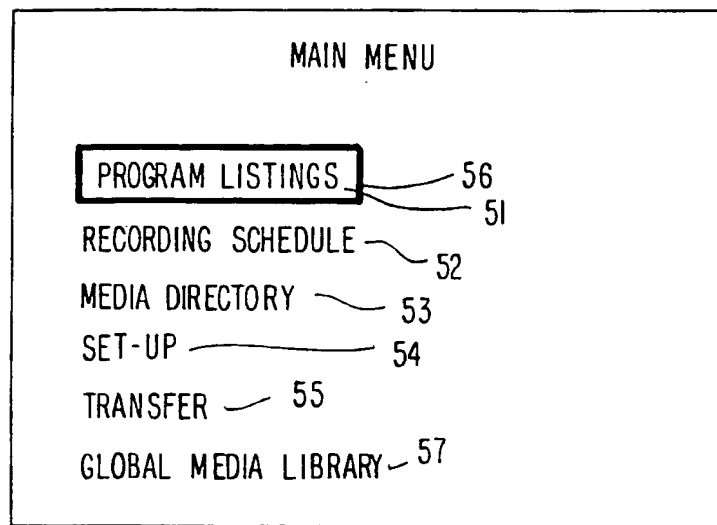 MAIN MENU
PROGRAM LISTINGS 56
51
RECORDING SCHEDULE 52
MEDIA DIRECTORY 53
SET-UP 54
TRANSFER 55
GLOBAL MEDIA LIBRARY 57